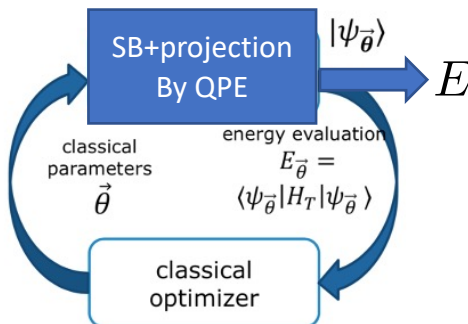 SB+projection
By QPE
|ψ_θ⃗⟩
E
classical
parameters
θ⃗
energy evaluation
E_θ⃗ =
⟨ψ_θ⃗|H_T|ψ_θ⃗⟩
classical
optimizer